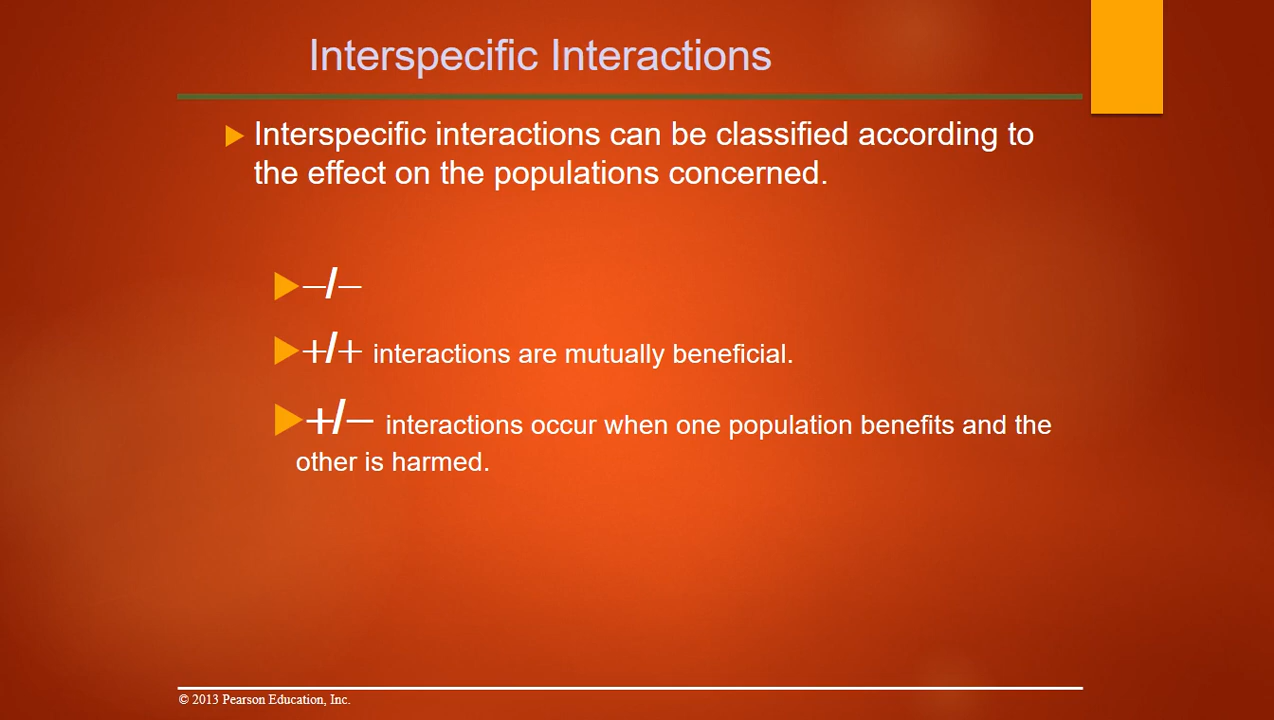 Interspecific Interactions
Interspecific interactions can be classified according to
the effect on the populations concerned.
–/–
+/+ interactions are mutually beneficial.
+/– interactions occur when one population benefits and the
other is harmed.
© 2013 Pearson Education, Inc.